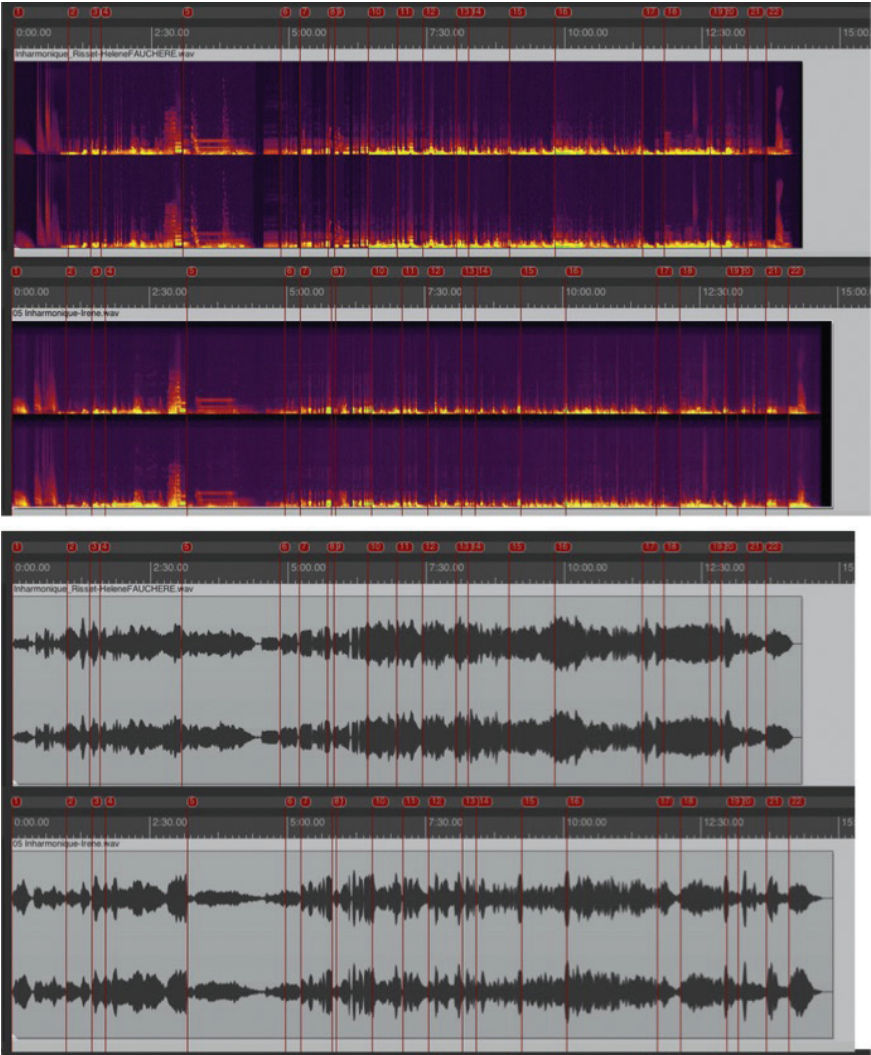 1 2 3 4 5 6 7 8 9 10 11 12 13 14 15 16 17 18 19 20 21 22
0:00.00 2:30.00 5:00.00 7:30.00 10:00.00 12:30.00 15:00.
Inharmonique_Risset-HeleneFAUCHERE.wav
1 2 3 4 5 6 7 8 10 11 12 13 14 15 16 17 18 19 20 21 22
0:00.00 2:30.00 5:00.00 7:30.00 10:00.00 12:30.00 15:00.
05 Inharmonique-Irene.wav
1 2 3 4 5 6 7 8 9 10 11 12 13 14 15 16 17 18 19 20 21 22
0:00.00 2:30.00 5:00.00 7:30.00 10:00.00 12:30.00 15
Inharmonique_Risset-HeleneFAUCHERE.wav
1 2 3 4 5 6 7 8 10 11 12 13 14 15 16 17 18 19 20 21 22
0:00.00 2:30.00 5:00.00 7:30.00 10:00.00 12:30.00 15
05 Inharmonique-Irene.wav